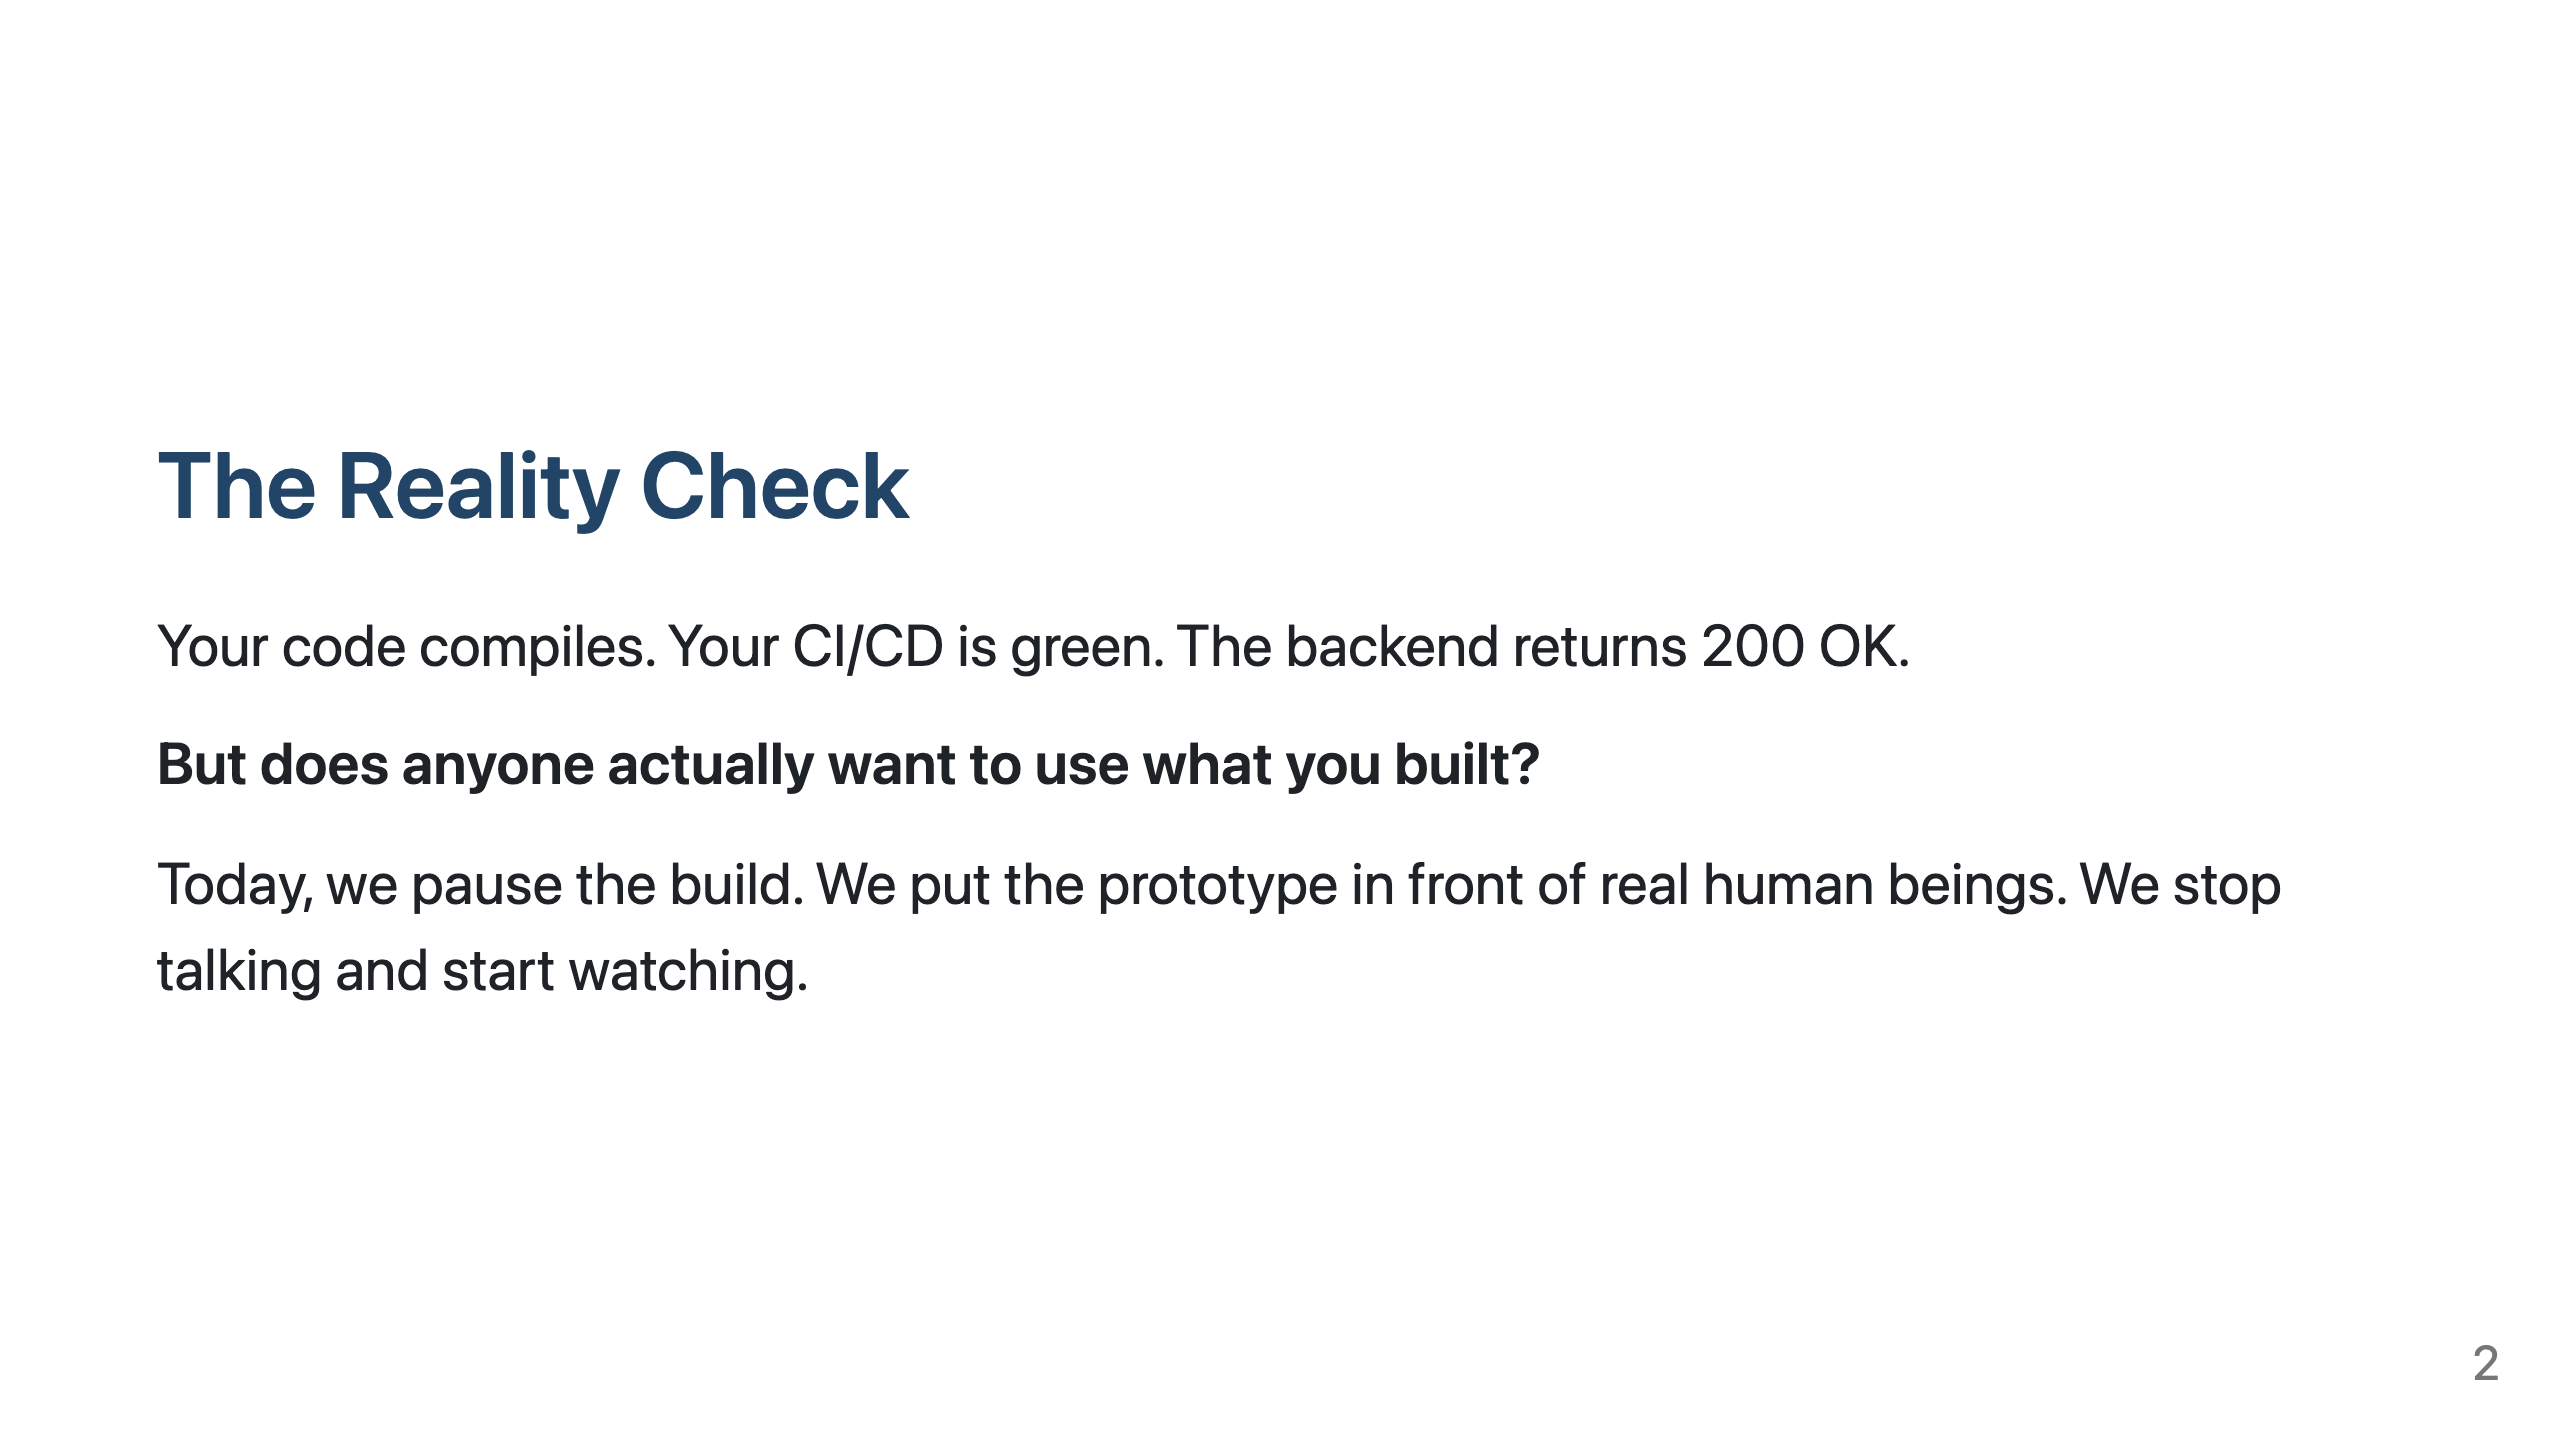 The Reality Check
Your code compiles. Your CI/CD is green. The backend returns 200 OK.
But does anyone actually want to use what you built?
Today, we pause the build. We put the prototype in front of real human beings. We stop
talking and start watching.
2